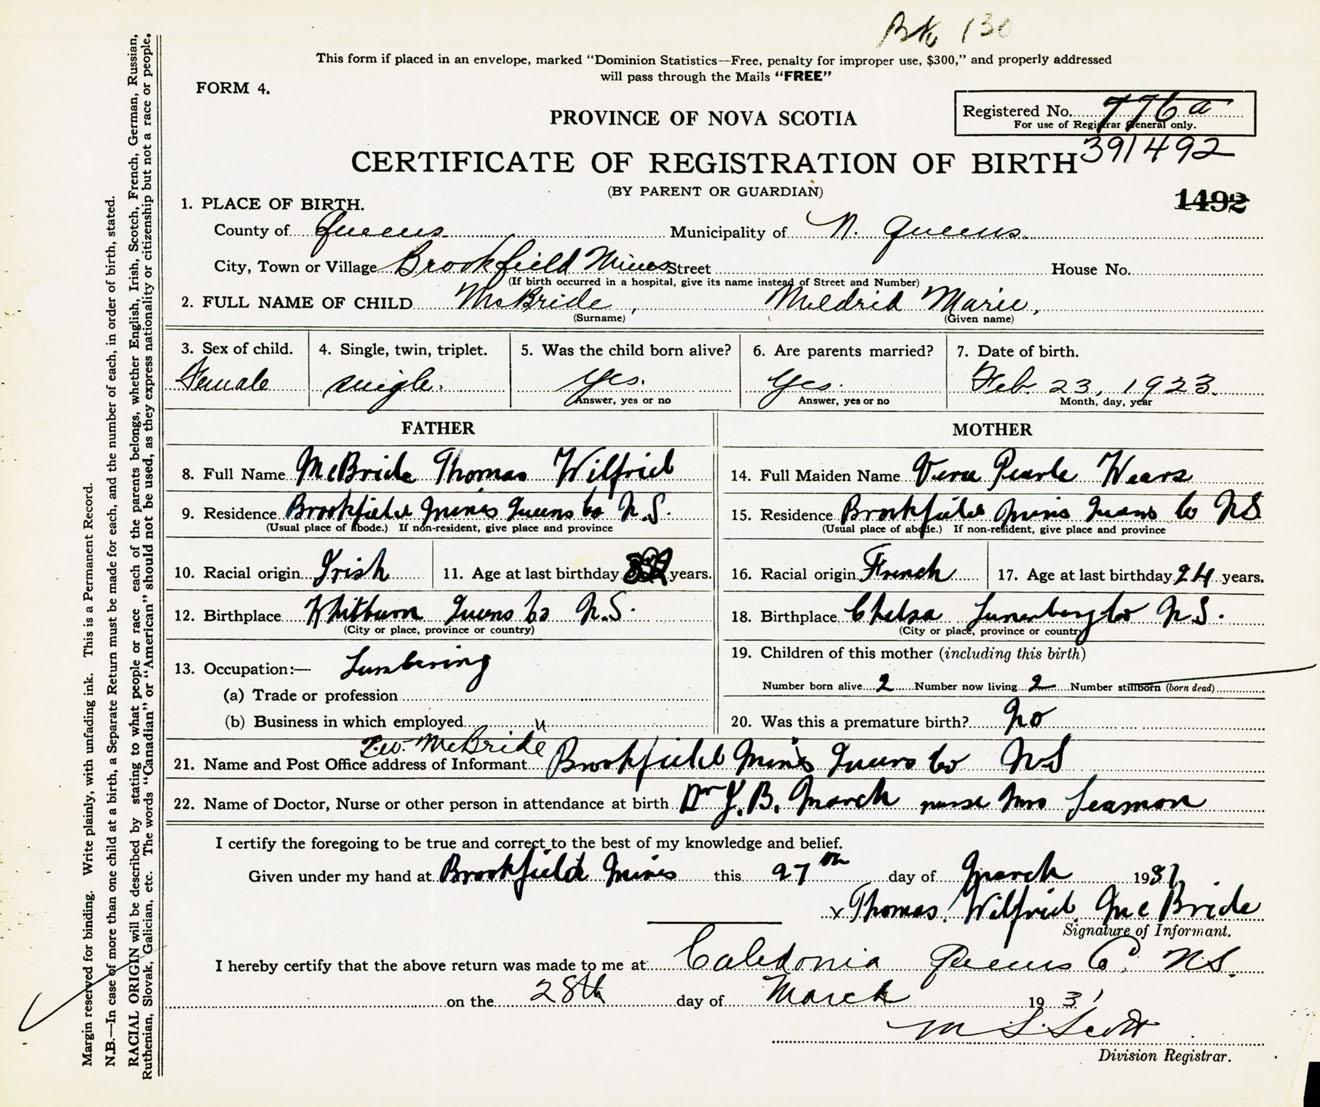 Bk 130
This form if placed in an envelope, marked "Dominion Statistics—Free, penalty for improper use, $300," and properly addressed
will pass through the Mails "FREE"
FORM 4.
Registered No. 776a
For use of Registrar General only.
PROVINCE OF NOVA SCOTIA
391492
CERTIFICATE OF REGISTRATION OF BIRTH
(BY PARENT OR GUARDIAN)
1492
1. PLACE OF BIRTH.
County of Queens Municipality of N. Queens
City, Town or Village Brookfield Mines Street House No.
(If birth occurred in a hospital, give its name instead of Street and Number)
2. FULL NAME OF CHILD McBride, Mildrid Marie,
(Surname) (Given name)
3. Sex of child. 4. Single, twin, triplet. 5. Was the child born alive? 6. Are parents married? 7. Date of birth.
Female single. Yes. Yes. Feb. 23, 1923.
Answer, yes or no Answer, yes or no Month, day, year
FATHER MOTHER
8. Full Name McBride Thomas Wilfrid 14. Full Maiden Name Vera Pearle Wears
9. Residence Brookfield Mines Queens Co N.S. 15. Residence Brookfield Mines Queens Co NS
(Usual place of abode.) If non-resident, give place and province (Usual place of abode.) If non-resident, give place and province
10. Racial origin Irish 11. Age at last birthday years. 16. Racial origin French 17. Age at last birthday 24 years.
12. Birthplace Whitburn Queens Co N.S. 18. Birthplace Chelsa Lunenberg Co N.S.
(City or place, province or country) (City or place, province or country)
13. Occupation:— Lumbering 19. Children of this mother (including this birth)
(a) Trade or profession Number born alive 2 Number now living 2 Number stillborn (born dead)
(b) Business in which employed 20. Was this a premature birth? No
T.W. McBride
21. Name and Post Office address of Informant Brookfield Mines Queens Co NS
22. Name of Doctor, Nurse or other person in attendance at birth Dr J. B. March nurse Mrs Seamon
I certify the foregoing to be true and correct to the best of my knowledge and belief.
Given under my hand at Brookfield Mines this 27th day of March 1931
x Thomas Wilfrid McBride
Signature of Informant.
I hereby certify that the above return was made to me at Caledonia Queens Co. N.S.
on the 28th day of March 1931
M S. Scott
Division Registrar.
Margin reserved for binding. Write plainly, with unfading ink. This is a Permanent Record.
N.B.—In case of more than one child at a birth, a Separate Return must be made for each, and the number of each, in order of birth, stated.
RACIAL ORIGIN will be described by stating to what people or race each of the parents belongs, whether English, Irish, Scotch, French, German, Russian,
Ruthenian, Slovak, Galician, etc. The words "Canadian" or "American" should not be used, as they express nationality or citizenship but not a race or people.